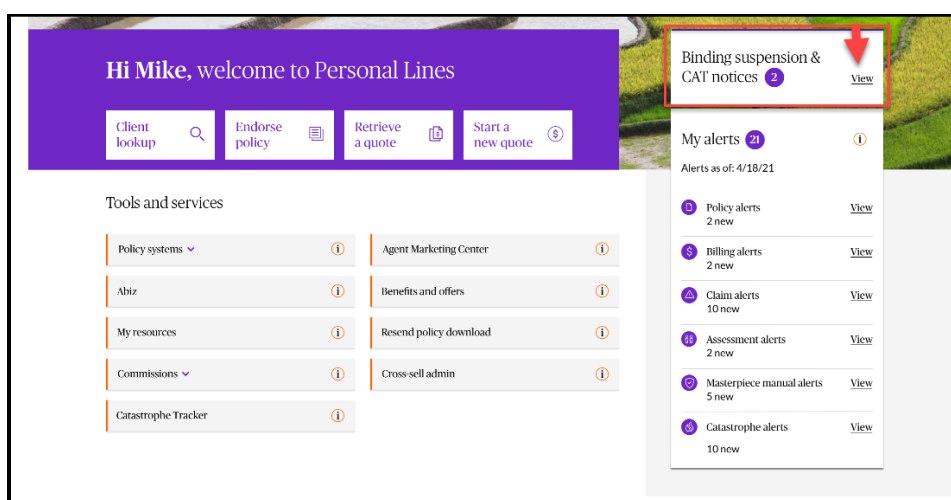 Hi Mike, welcome to Personal Lines
Client
lookup
Endorse
policy
Retrieve
a quote
Start a
new quote
Tools and services
Policy systems
Agent Marketing Center
Abiz
Benefits and offers
My resources
Resend policy download
Commissions
Cross-sell admin
Catastrophe Tracker
Binding suspension &
CAT notices 2 View
My alerts 21
Alerts as of: 4/18/21
Policy alerts View
2 new
Billing alerts View
2 new
Claim alerts View
10 new
Assessment alerts View
2 new
Masterpiece manual alerts View
5 new
Catastrophe alerts View
10 new